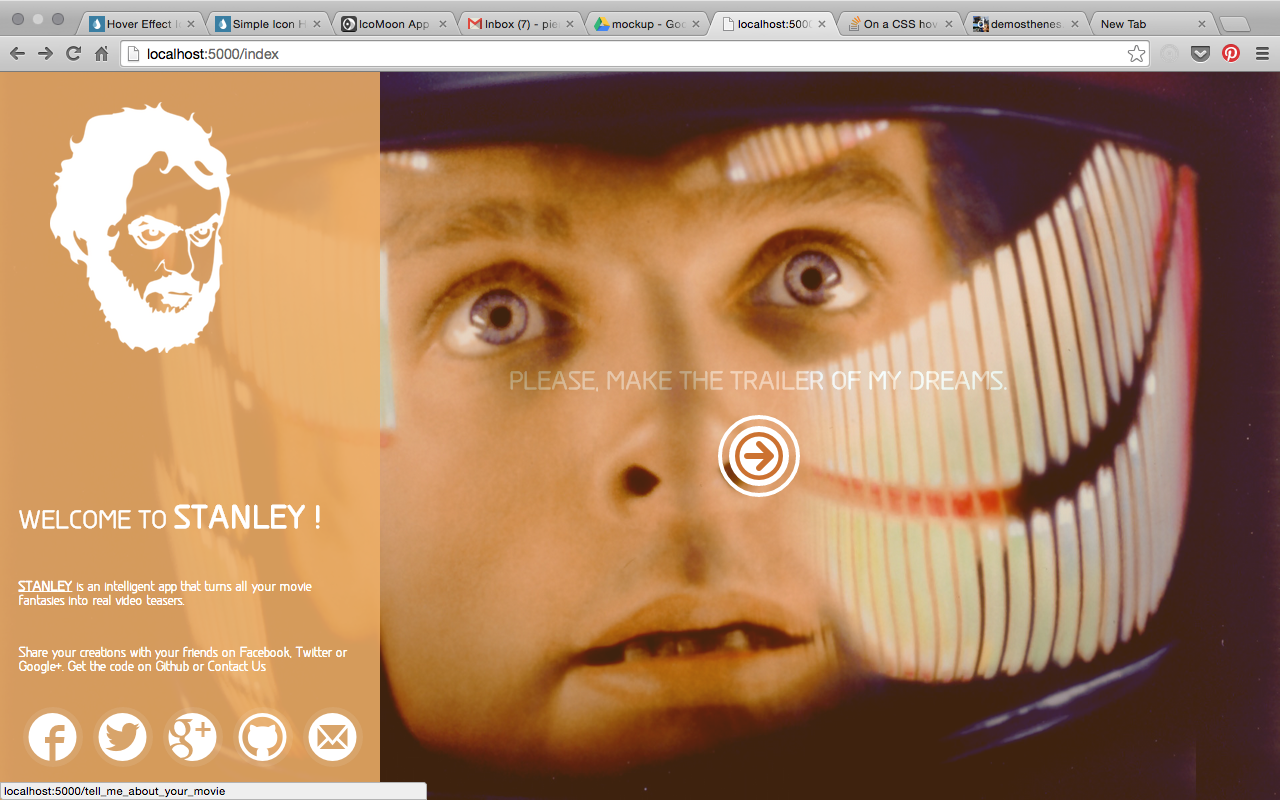 Hover Effect I
Simple Icon H
IcoMoon App
Inbox (7) - pie
mockup - Goo
localhost:5000
On a CSS hov
demosthenes
New Tab
localhost:5000/index
PLEASE, MAKE THE TRAILER OF MY DREAMS.
WELCOME TO STANLEY !
STANLEY is an intelligent app that turns all your movie
fantasies into real video teasers.
Share your creations with your friends on Facebook, Twitter or
Google+. Get the code on Github or Contact Us
localhost:5000/tell_me_about_your_movie